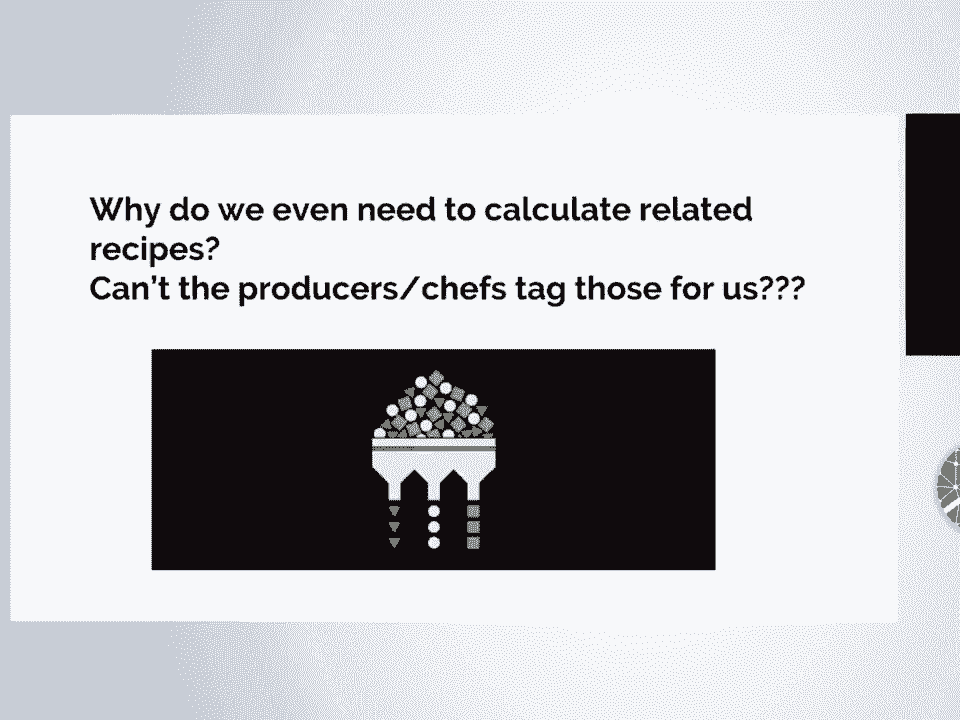 Why do we even need to calculate related
recipes?
Can't the producers/chefs tag those for us???